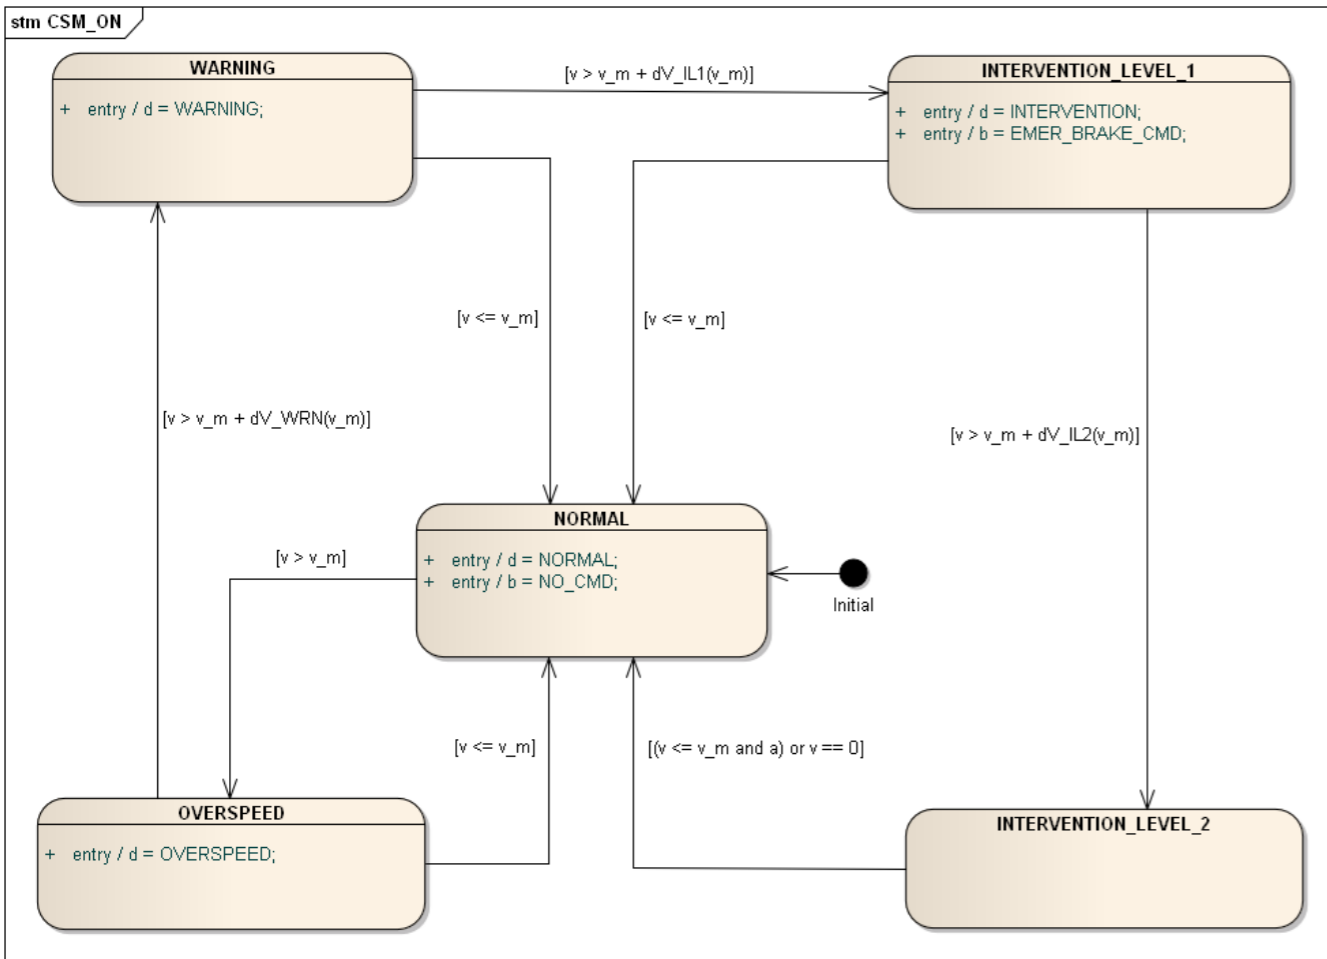 stm CSM_ON
WARNING
+ entry / d = WARNING;
[v > v_m + dV_IL1(v_m)]
INTERVENTION_LEVEL_1
+ entry / d = INTERVENTION;
+ entry / b = EMER_BRAKE_CMD;
[v <= v_m]
[v <= v_m]
[v > v_m + dV_WRN(v_m)]
[v > v_m + dV_IL2(v_m)]
NORMAL
+ entry / d = NORMAL;
+ entry / b = NO_CMD;
[v > v_m]
Initial
[v <= v_m]
[(v <= v_m and a) or v == 0]
OVERSPEED
+ entry / d = OVERSPEED;
INTERVENTION_LEVEL_2